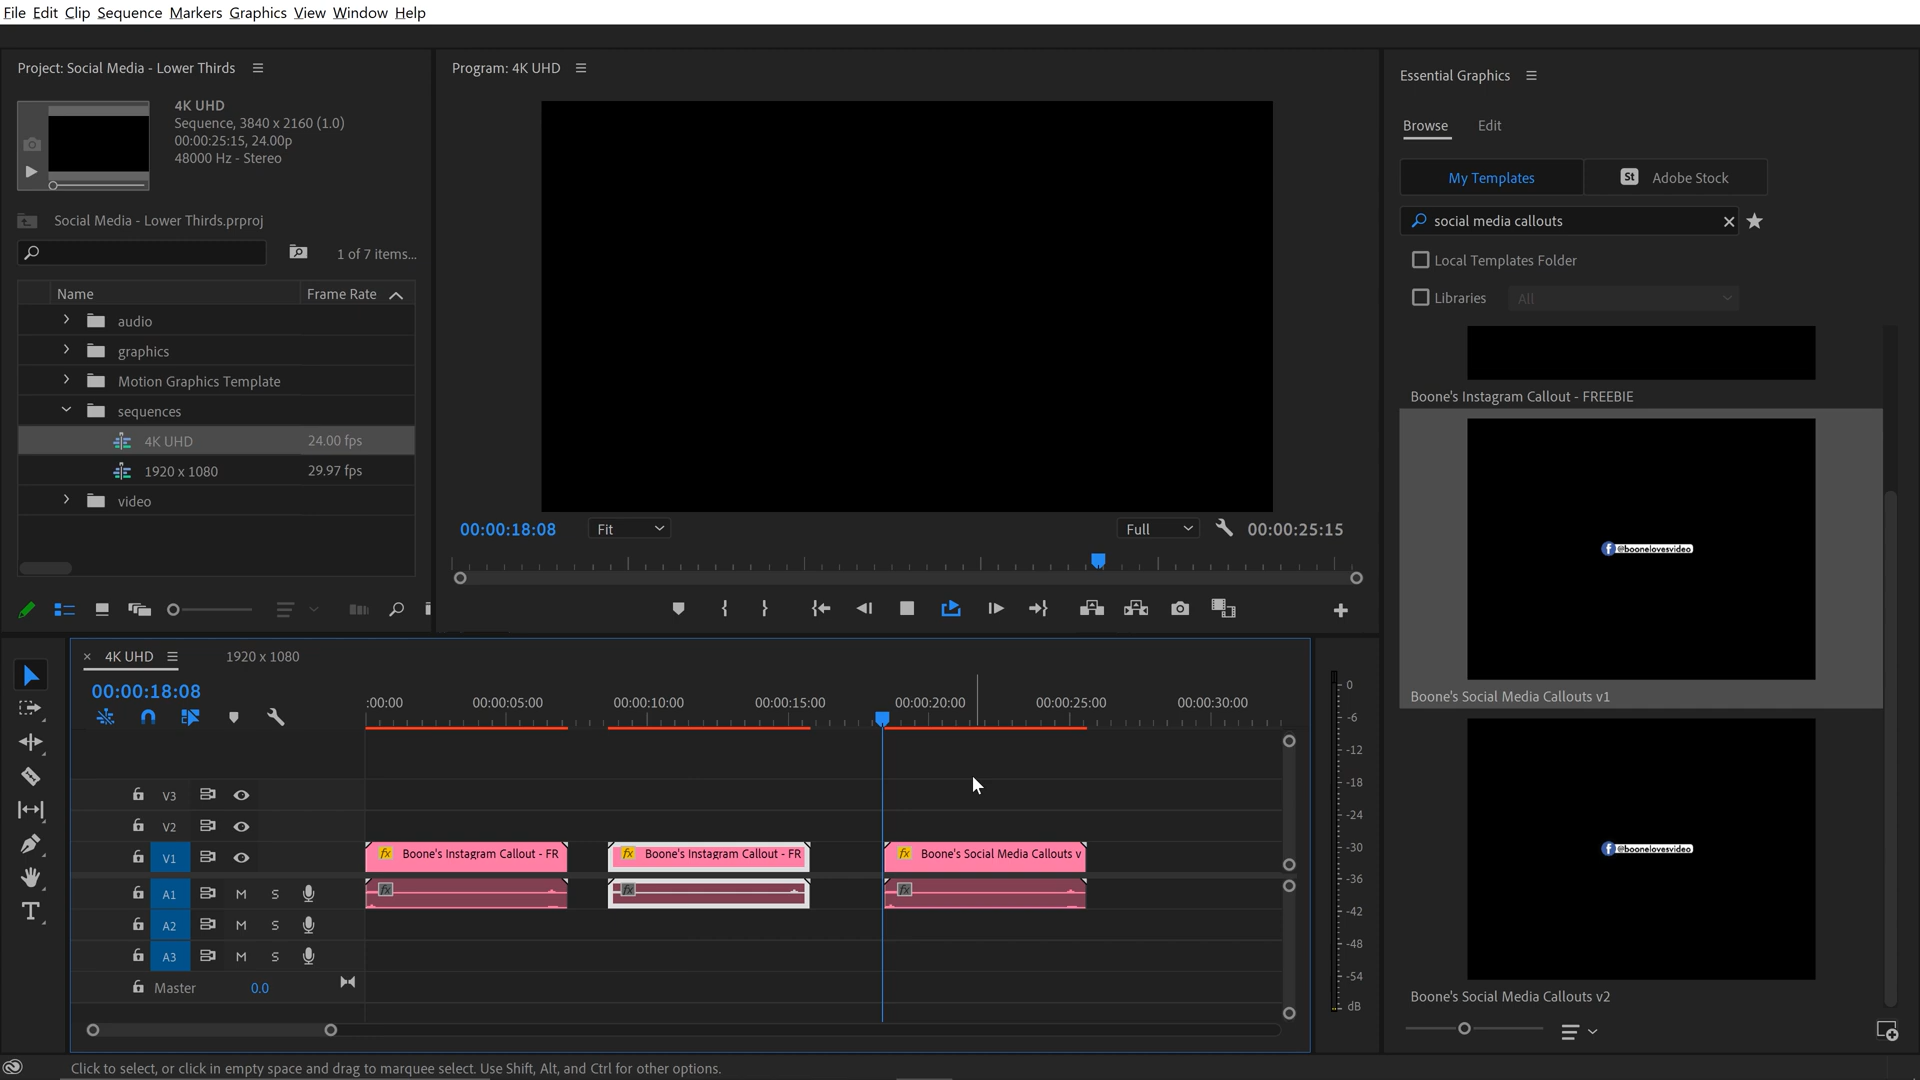 File Edit Clip Sequence Markers Graphics View Window Help
Project: Social Media - Lower Thirds
4K UHD
Sequence, 3840 x 2160 (1.0)
00:00:25:15, 24.00p
48000 Hz - Stereo
Social Media - Lower Thirds.prproj
1 of 7 items...
Name Frame Rate
audio
graphics
Motion Graphics Template
sequences
4K UHD 24.00 fps
1920 x 1080 29.97 fps
video
Program: 4K UHD
00:00:18:08 Fit Full 00:00:25:15
Essential Graphics
Browse Edit
My Templates St Adobe Stock
social media callouts
Local Templates Folder
Libraries All
Boone's Instagram Callout - FREEBIE
f @boonelovesvideo
Boone's Social Media Callouts v1
f @boonelovesvideo
Boone's Social Media Callouts v2
× 4K UHD 1920 x 1080
00:00:18:08
:00:00 00:00:05:00 00:00:10:00 00:00:15:00 00:00:20:00 00:00:25:00 00:00:30:00
V3
V2
V1 fx Boone's Instagram Callout - FR fx Boone's Instagram Callout - FR fx Boone's Social Media Callouts v
A1 M S fx fx fx
A2 M S
A3 M S
Master 0.0
0
-6
-12
-18
-24
-30
-36
-42
-48
-54
dB
Click to select, or click in empty space and drag to marquee select. Use Shift, Alt, and Ctrl for other options.